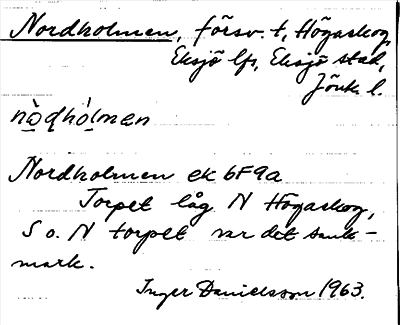 Nordholmen, försv. t, Högaskog,
Eksjö lfs, Eksjö stad,
Jönk. l.
nòḍhólmen
Nordholmen ek 6F9a
Torpet låg N Högaskog,
S o. N torpet var det sank-
mark.
Inger Danielsson 1963.